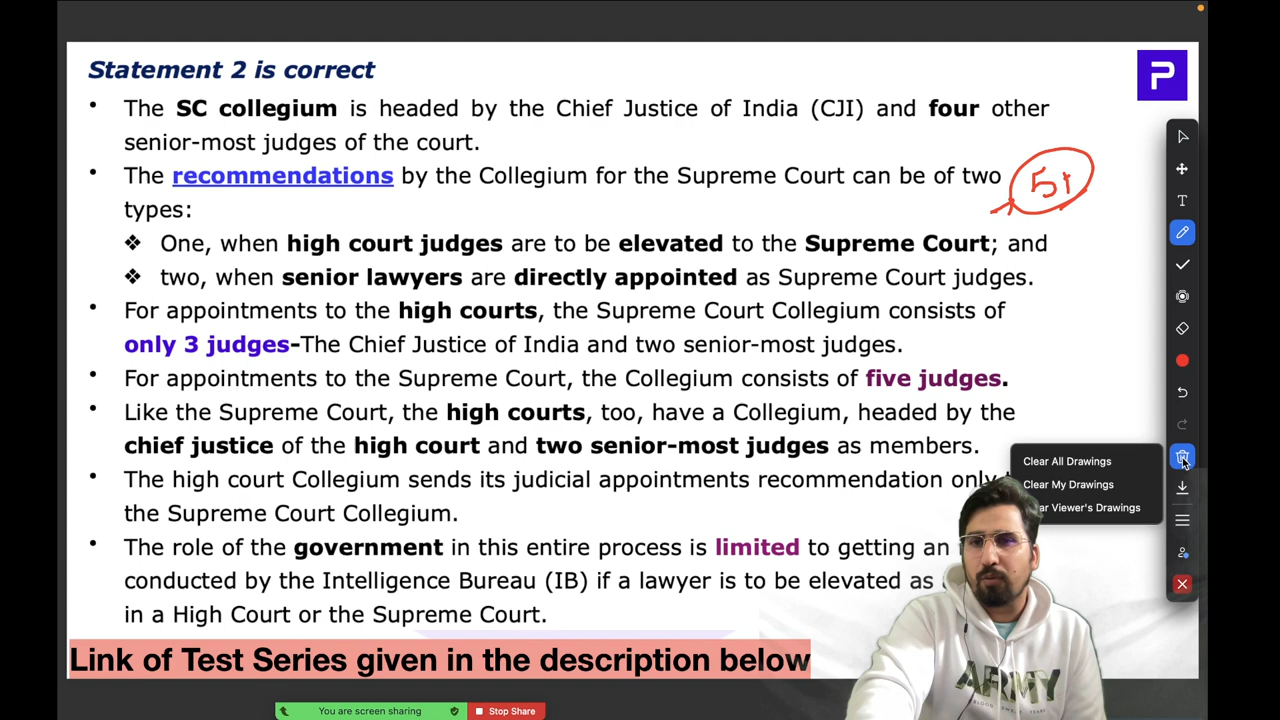 Statement 2 is correct
P
• The SC collegium is headed by the Chief Justice of India (CJI) and four other
senior-most judges of the court.
• The recommendations by the Collegium for the Supreme Court can be of two
types:
❖ One, when high court judges are to be elevated to the Supreme Court; and
❖ two, when senior lawyers are directly appointed as Supreme Court judges.
• For appointments to the high courts, the Supreme Court Collegium consists of
only 3 judges-The Chief Justice of India and two senior-most judges.
• For appointments to the Supreme Court, the Collegium consists of five judges.
• Like the Supreme Court, the high courts, too, have a Collegium, headed by the
chief justice of the high court and two senior-most judges as members.
• The high court Collegium sends its judicial appointments recommendation only
the Supreme Court Collegium.
• The role of the government in this entire process is limited to getting an
conducted by the Intelligence Bureau (IB) if a lawyer is to be elevated as
in a High Court or the Supreme Court.
Clear All Drawings
Clear My Drawings
Viewer's Drawings
ARMY
Link of Test Series given in the description below
You are screen sharing
Stop Share